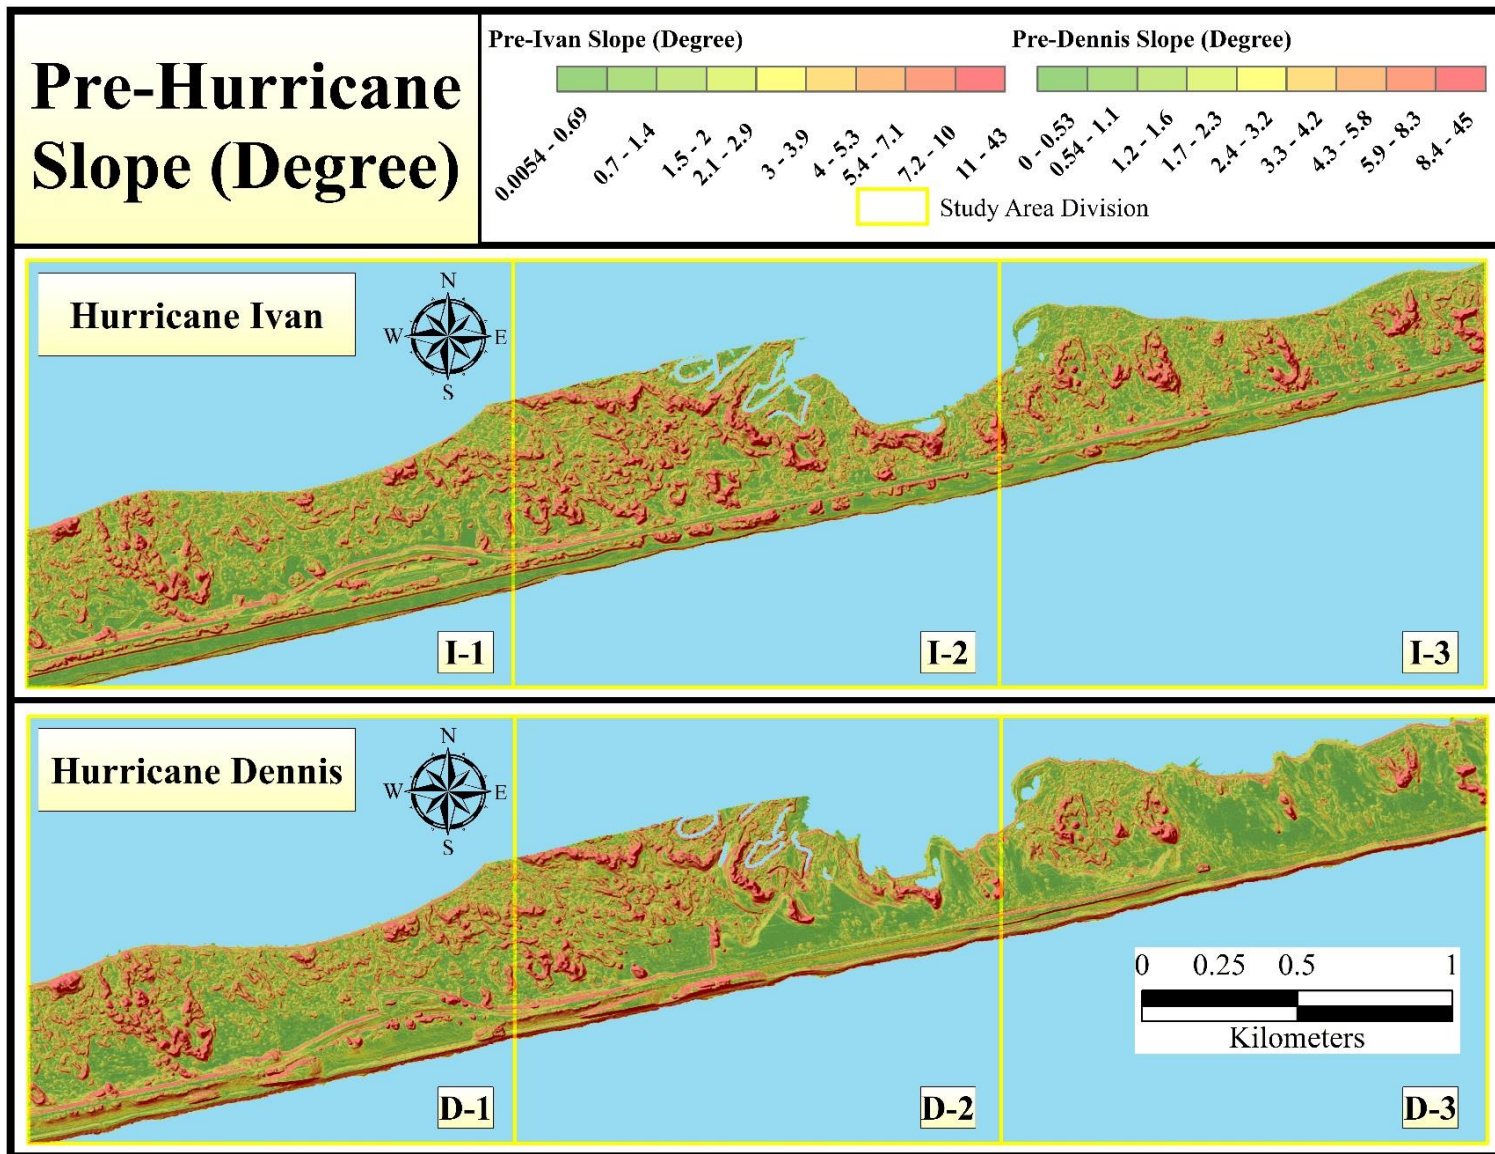 Pre-Hurricane
Slope (Degree)
Pre-Ivan Slope (Degree)
0.0054 - 0.69
0.7 - 1.4
1.5 - 2
2.1 - 2.9
3 - 3.9
4 - 5.3
5.4 - 7.1
7.2 - 10
11 - 43
Pre-Dennis Slope (Degree)
0 - 0.53
0.54 - 1.1
1.2 - 1.6
1.7 - 2.3
2.4 - 3.2
3.3 - 4.2
4.3 - 5.8
5.9 - 8.3
8.4 - 45
Study Area Division
Hurricane Ivan
N
W E
S
I-1
I-2
I-3
Hurricane Dennis
N
W E
S
0 0.25 0.5 1
Kilometers
D-1
D-2
D-3